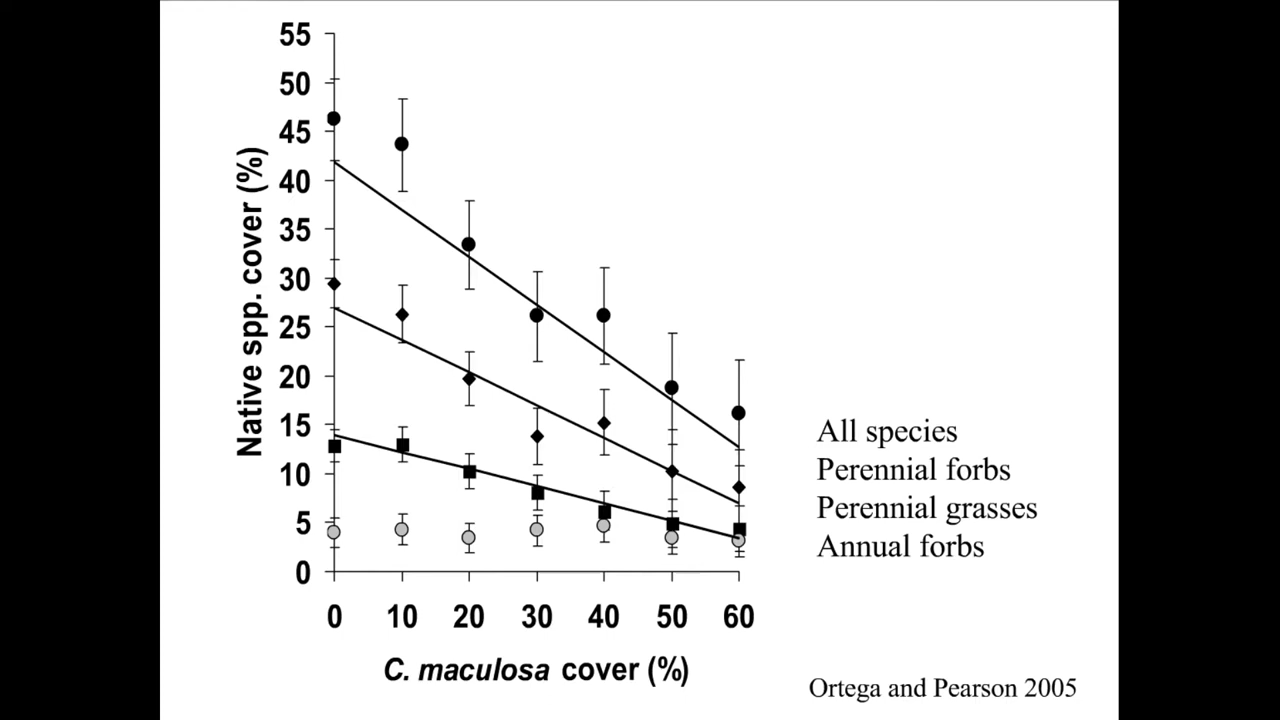 55
50
45
40
35
30
25
20
15
10
5
0
Native spp. cover (%)
0 10 20 30 40 50 60
C. maculosa cover (%)
All species
Perennial forbs
Perennial grasses
Annual forbs
Ortega and Pearson 2005